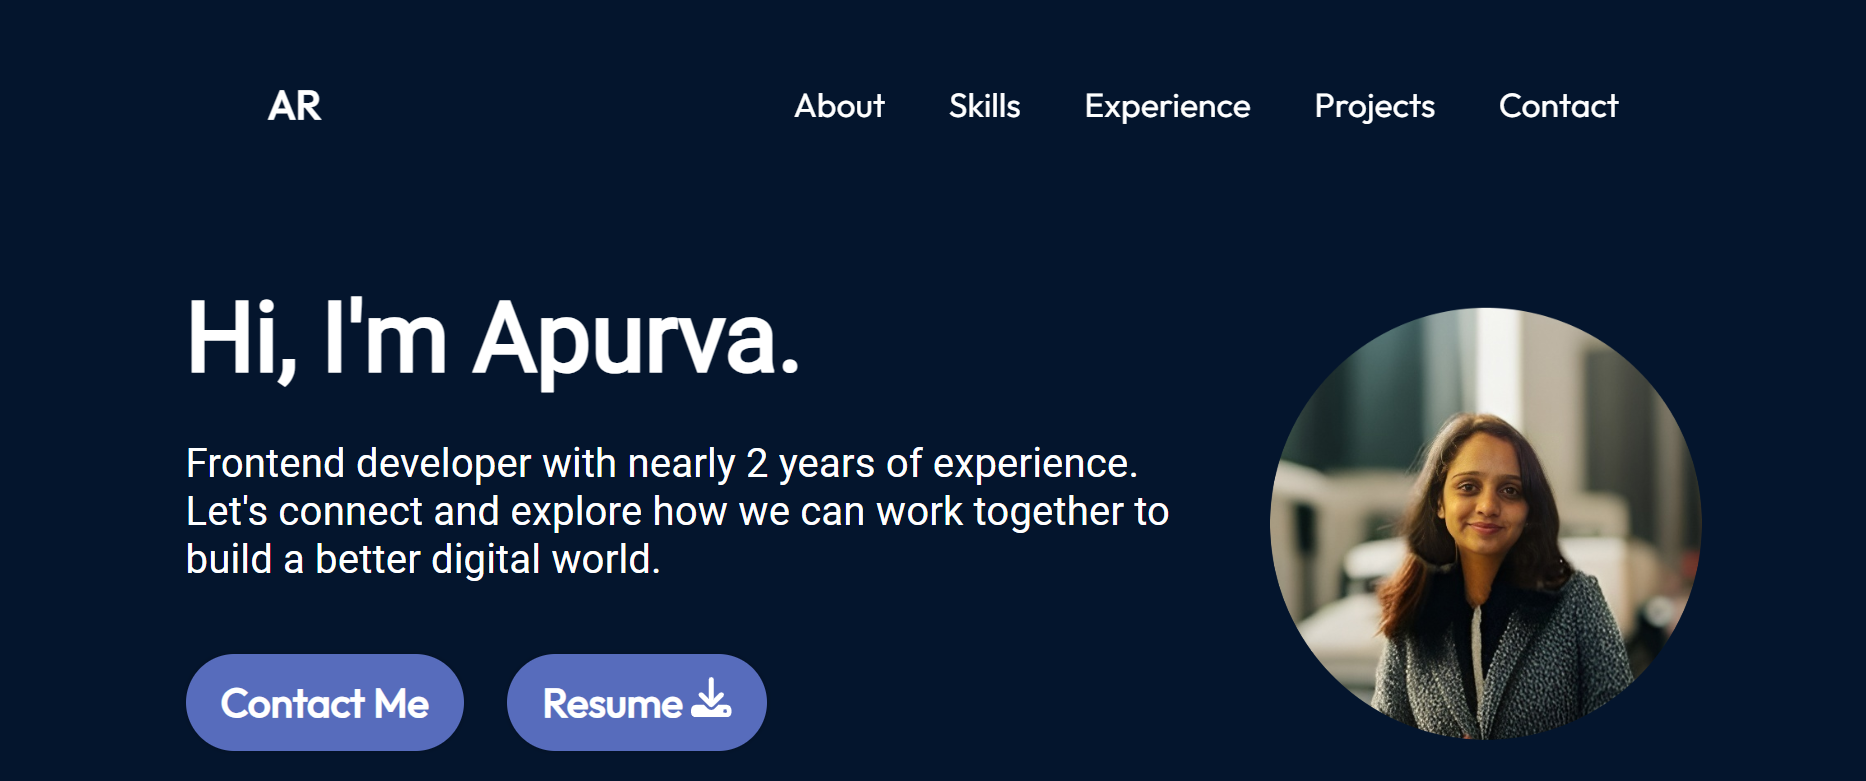 AR
About Skills Experience Projects Contact
Hi, I'm Apurva.
Frontend developer with nearly 2 years of experience.
Let's connect and explore how we can work together to
build a better digital world.
Contact Me
Resume